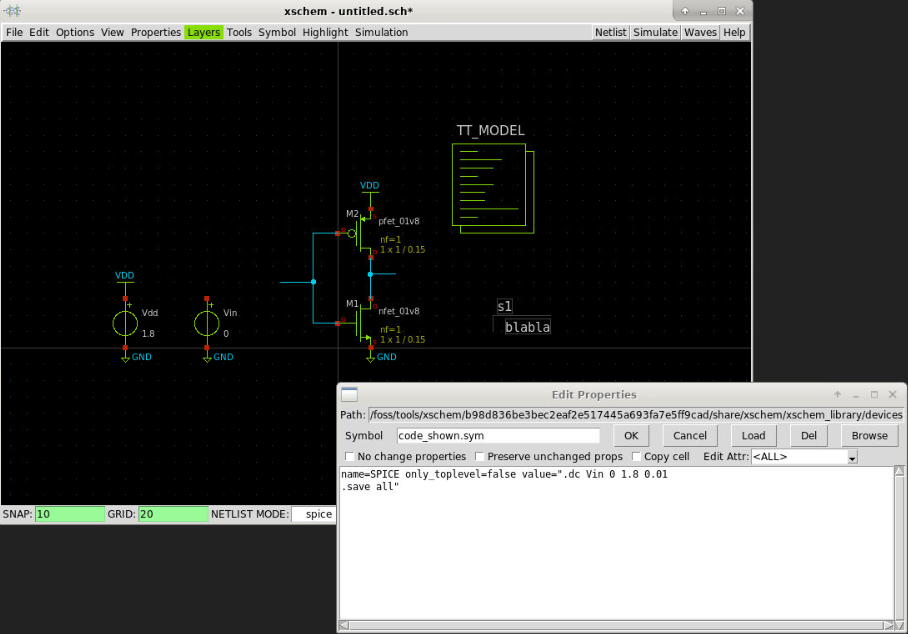 xschem - untitled.sch*
File Edit Options View Properties Layers Tools Symbol Highlight Simulation Netlist Simulate Waves Help
TT_MODEL
VDD
M2
pfet_01v8
nf=1
1 x 1 / 0.15
VDD
Vdd
1.8
GND
Vin
0
GND
M1
nfet_01v8
nf=1
1 x 1 / 0.15
GND
s1
blabla
SNAP: 10 GRID: 20 NETLIST MODE: spice
Edit Properties
Path: /foss/tools/xschem/b98d836be3bec2eaf2e517445a693fa7e5ff9cad/share/xschem/xschem_library/devices
Symbol code_shown.sym OK Cancel Load Del Browse
No change properties Preserve unchanged props Copy cell Edit Attr: <ALL>
name=SPICE only_toplevel=false value=".dc Vin 0 1.8 0.01
.save all"